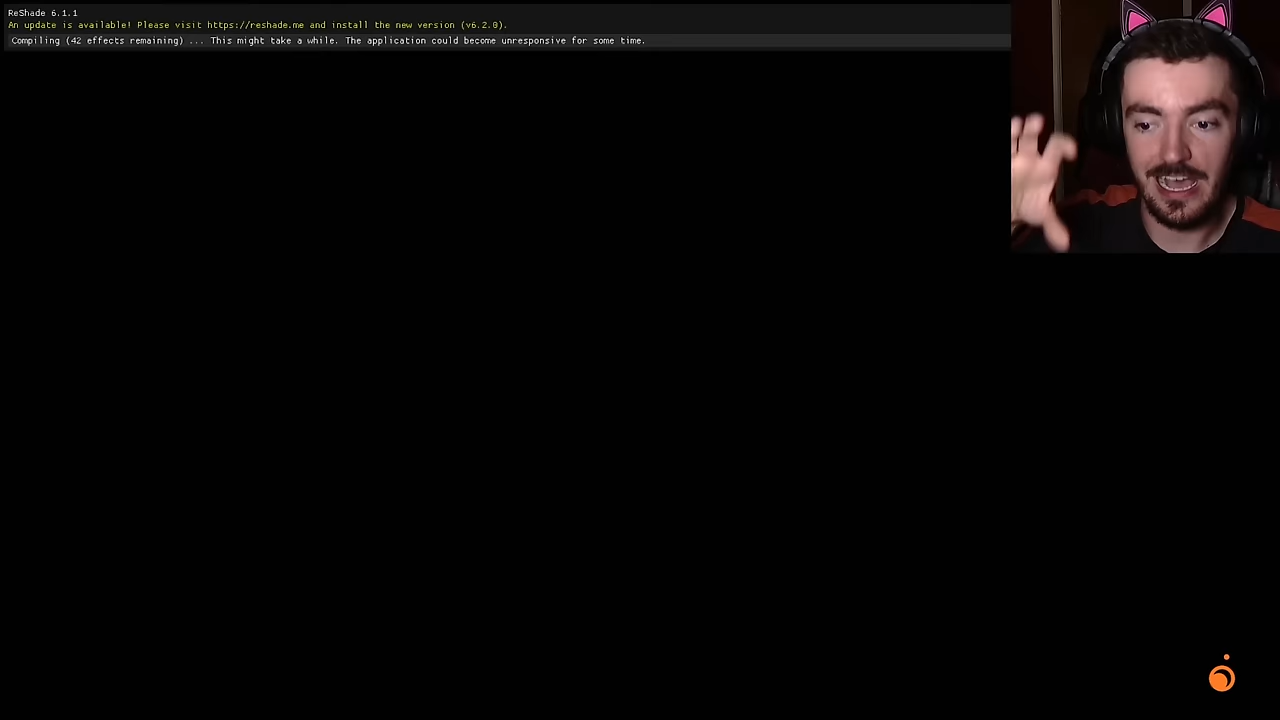 ReShade 6.1.1
An update is available! Please visit https://reshade.me and install the new version (v6.2.0).
Compiling (42 effects remaining) ... This might take a while. The application could become unresponsive for some time.